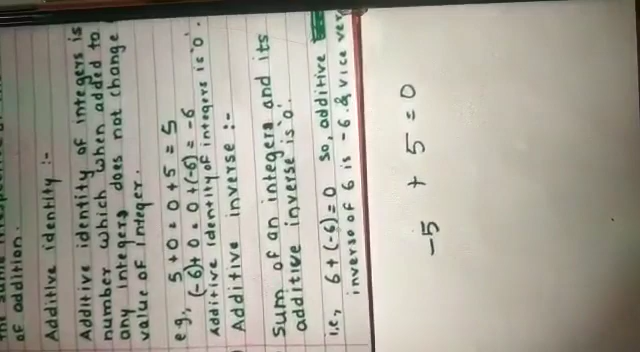 of addition.
Additive identity :-
Additive identity of integers is
number which when added to
any integers does not change
value of integer.
eg, 5 + 0 = 0 + 5 = 5
(-6)+ 0 = 0 + (-6) = -6
Additive identity of integers is '0'.
Additive inverse :-
Sum of an integers and its
additive inverse is '0'.
i.e, 6 + (-6) = 0 so, additive
inverse of 6 is -6 & vice ver
-5 + 5 = 0